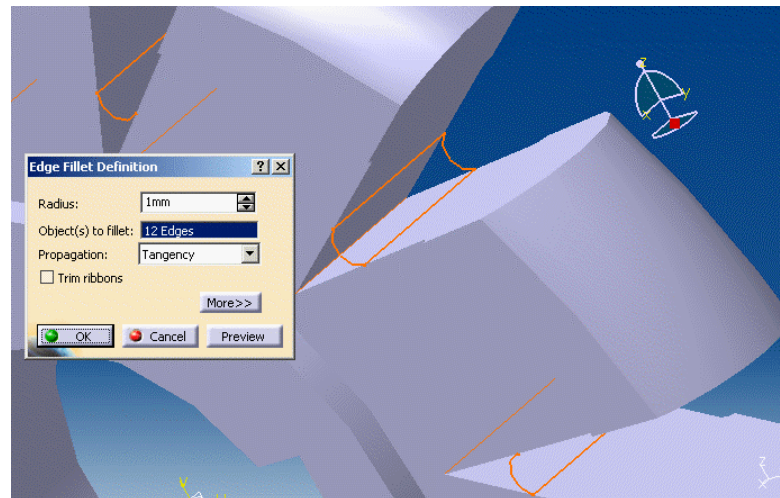 Edge Fillet Definition
Radius: 1mm
Object(s) to fillet: 12 Edges
Propagation: Tangency
Trim ribbons
More>>
OK Cancel Preview
z
y
x
z
x
y